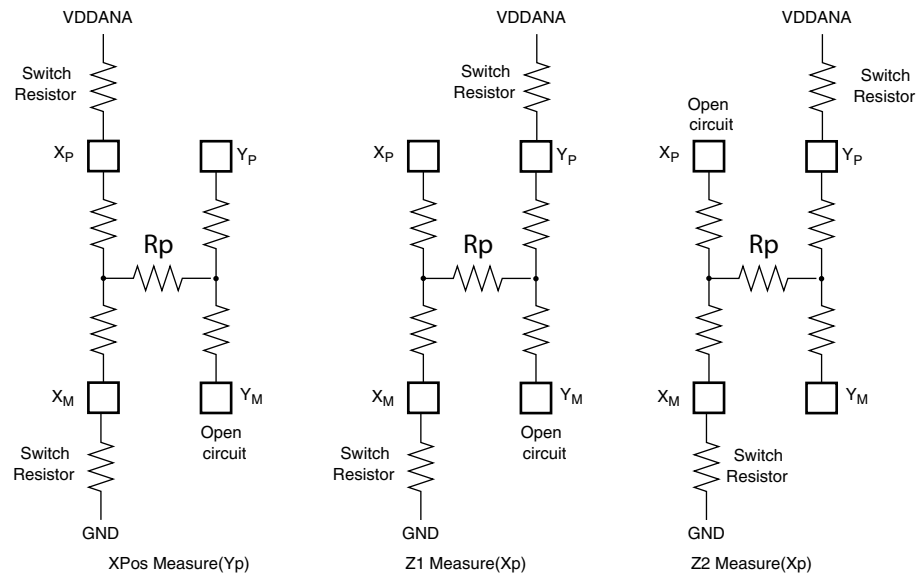 VDDANA
Switch
Resistor
XP
YP
Rp
XM
YM
Switch
Resistor
Open
circuit
GND
XPos Measure(Yp)
VDDANA
Switch
Resistor
XP
YP
Rp
XM
YM
Switch
Resistor
Open
circuit
GND
Z1 Measure(Xp)
VDDANA
Switch
Resistor
Open
circuit
XP
YP
Rp
XM
YM
Switch
Resistor
GND
Z2 Measure(Xp)